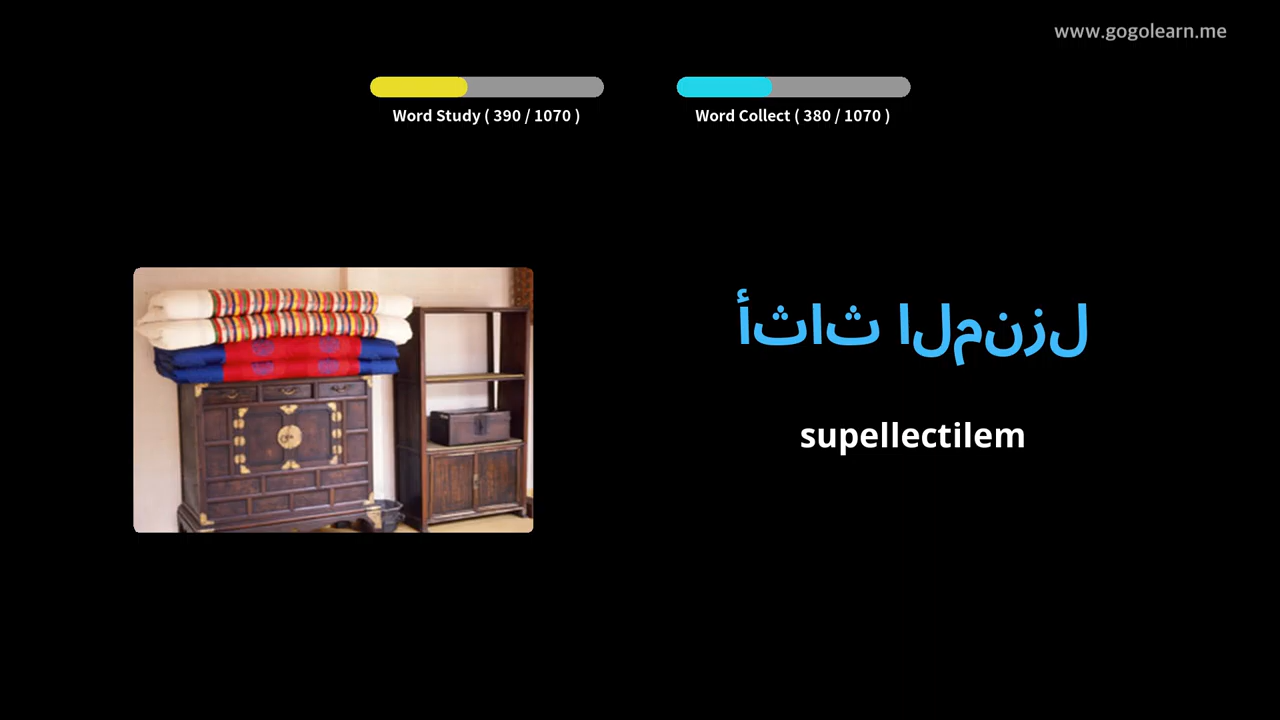 www.gogolearn.me
Word Study ( 390 / 1070 )
Word Collect ( 380 / 1070 )
أثاث المنزل
supellectilem